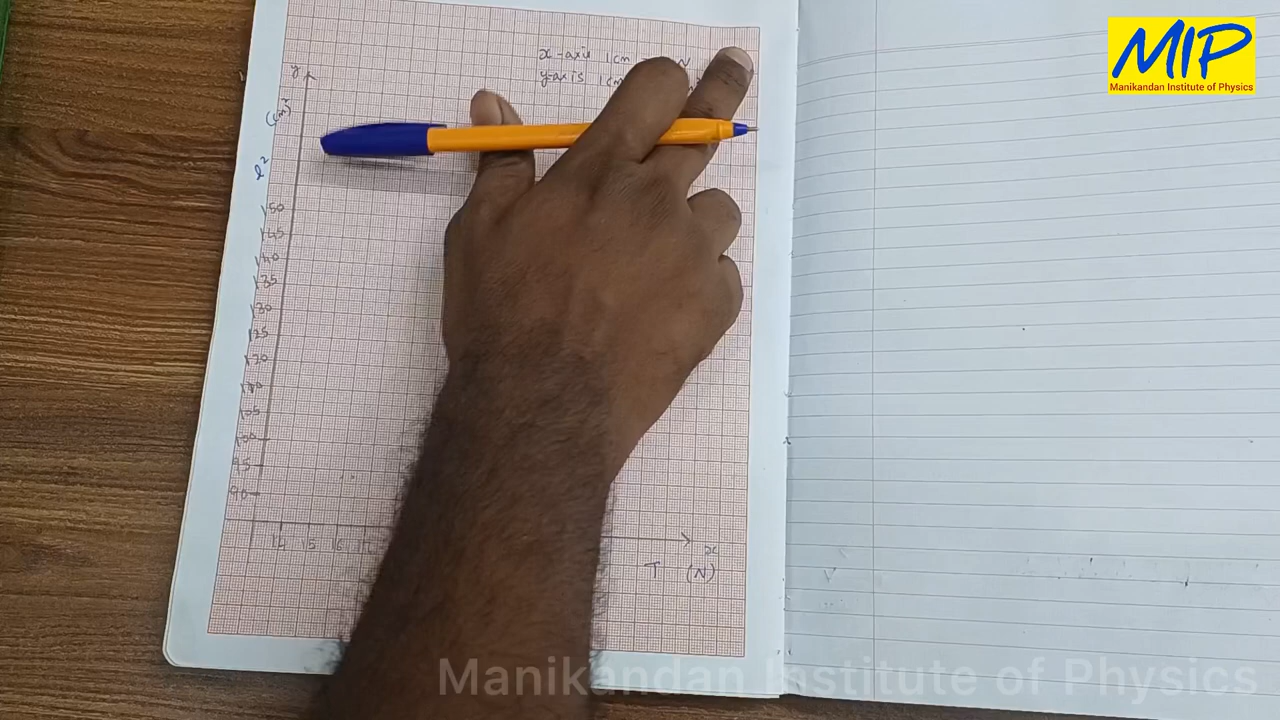 MIP
Manikandan Institute of Physics
x-axis 1cm N
y-axis 1cm
y
(cm²)
l²
150
145
140
135
130
125
120
110
105
100
95
90
14 15 16 17
x
T (N)
Manikandan Institute of Physics